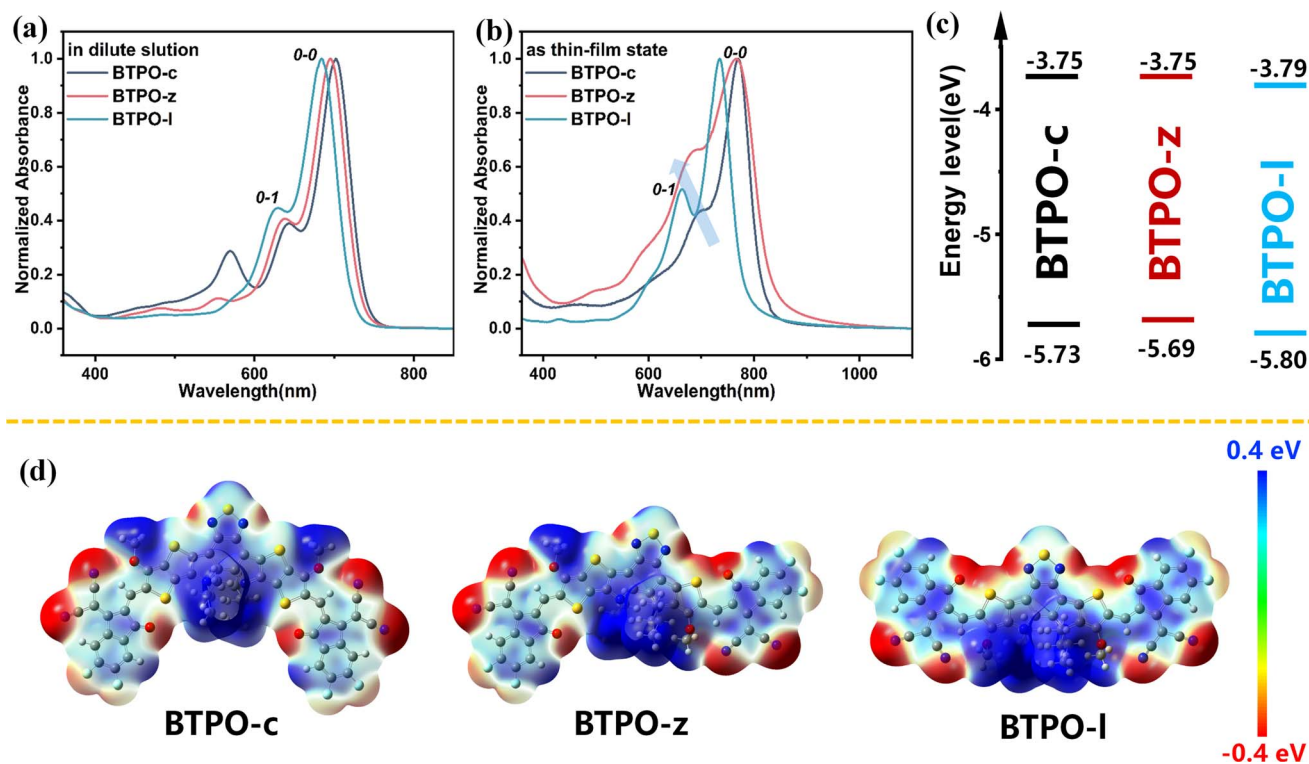 (a)
in dilute slution
BTPO-c
BTPO-z
BTPO-l
0-0
0-1
Normalized Absorbance
1.0
0.8
0.6
0.4
0.2
0.0
400
600
800
Wavelength(nm)
(b)
as thin-film state
BTPO-c
BTPO-z
BTPO-l
0-0
0-1
Normalized Absorbance
1.0
0.8
0.6
0.4
0.2
0.0
400
600
800
1000
Wavelength(nm)
(c)
Energy level(eV)
-4
-5
-6
-3.75
BTPO-c
-5.73
-3.75
BTPO-z
-5.69
-3.79
BTPO-l
-5.80
(d)
BTPO-c
BTPO-z
BTPO-l
0.4 eV
-0.4 eV